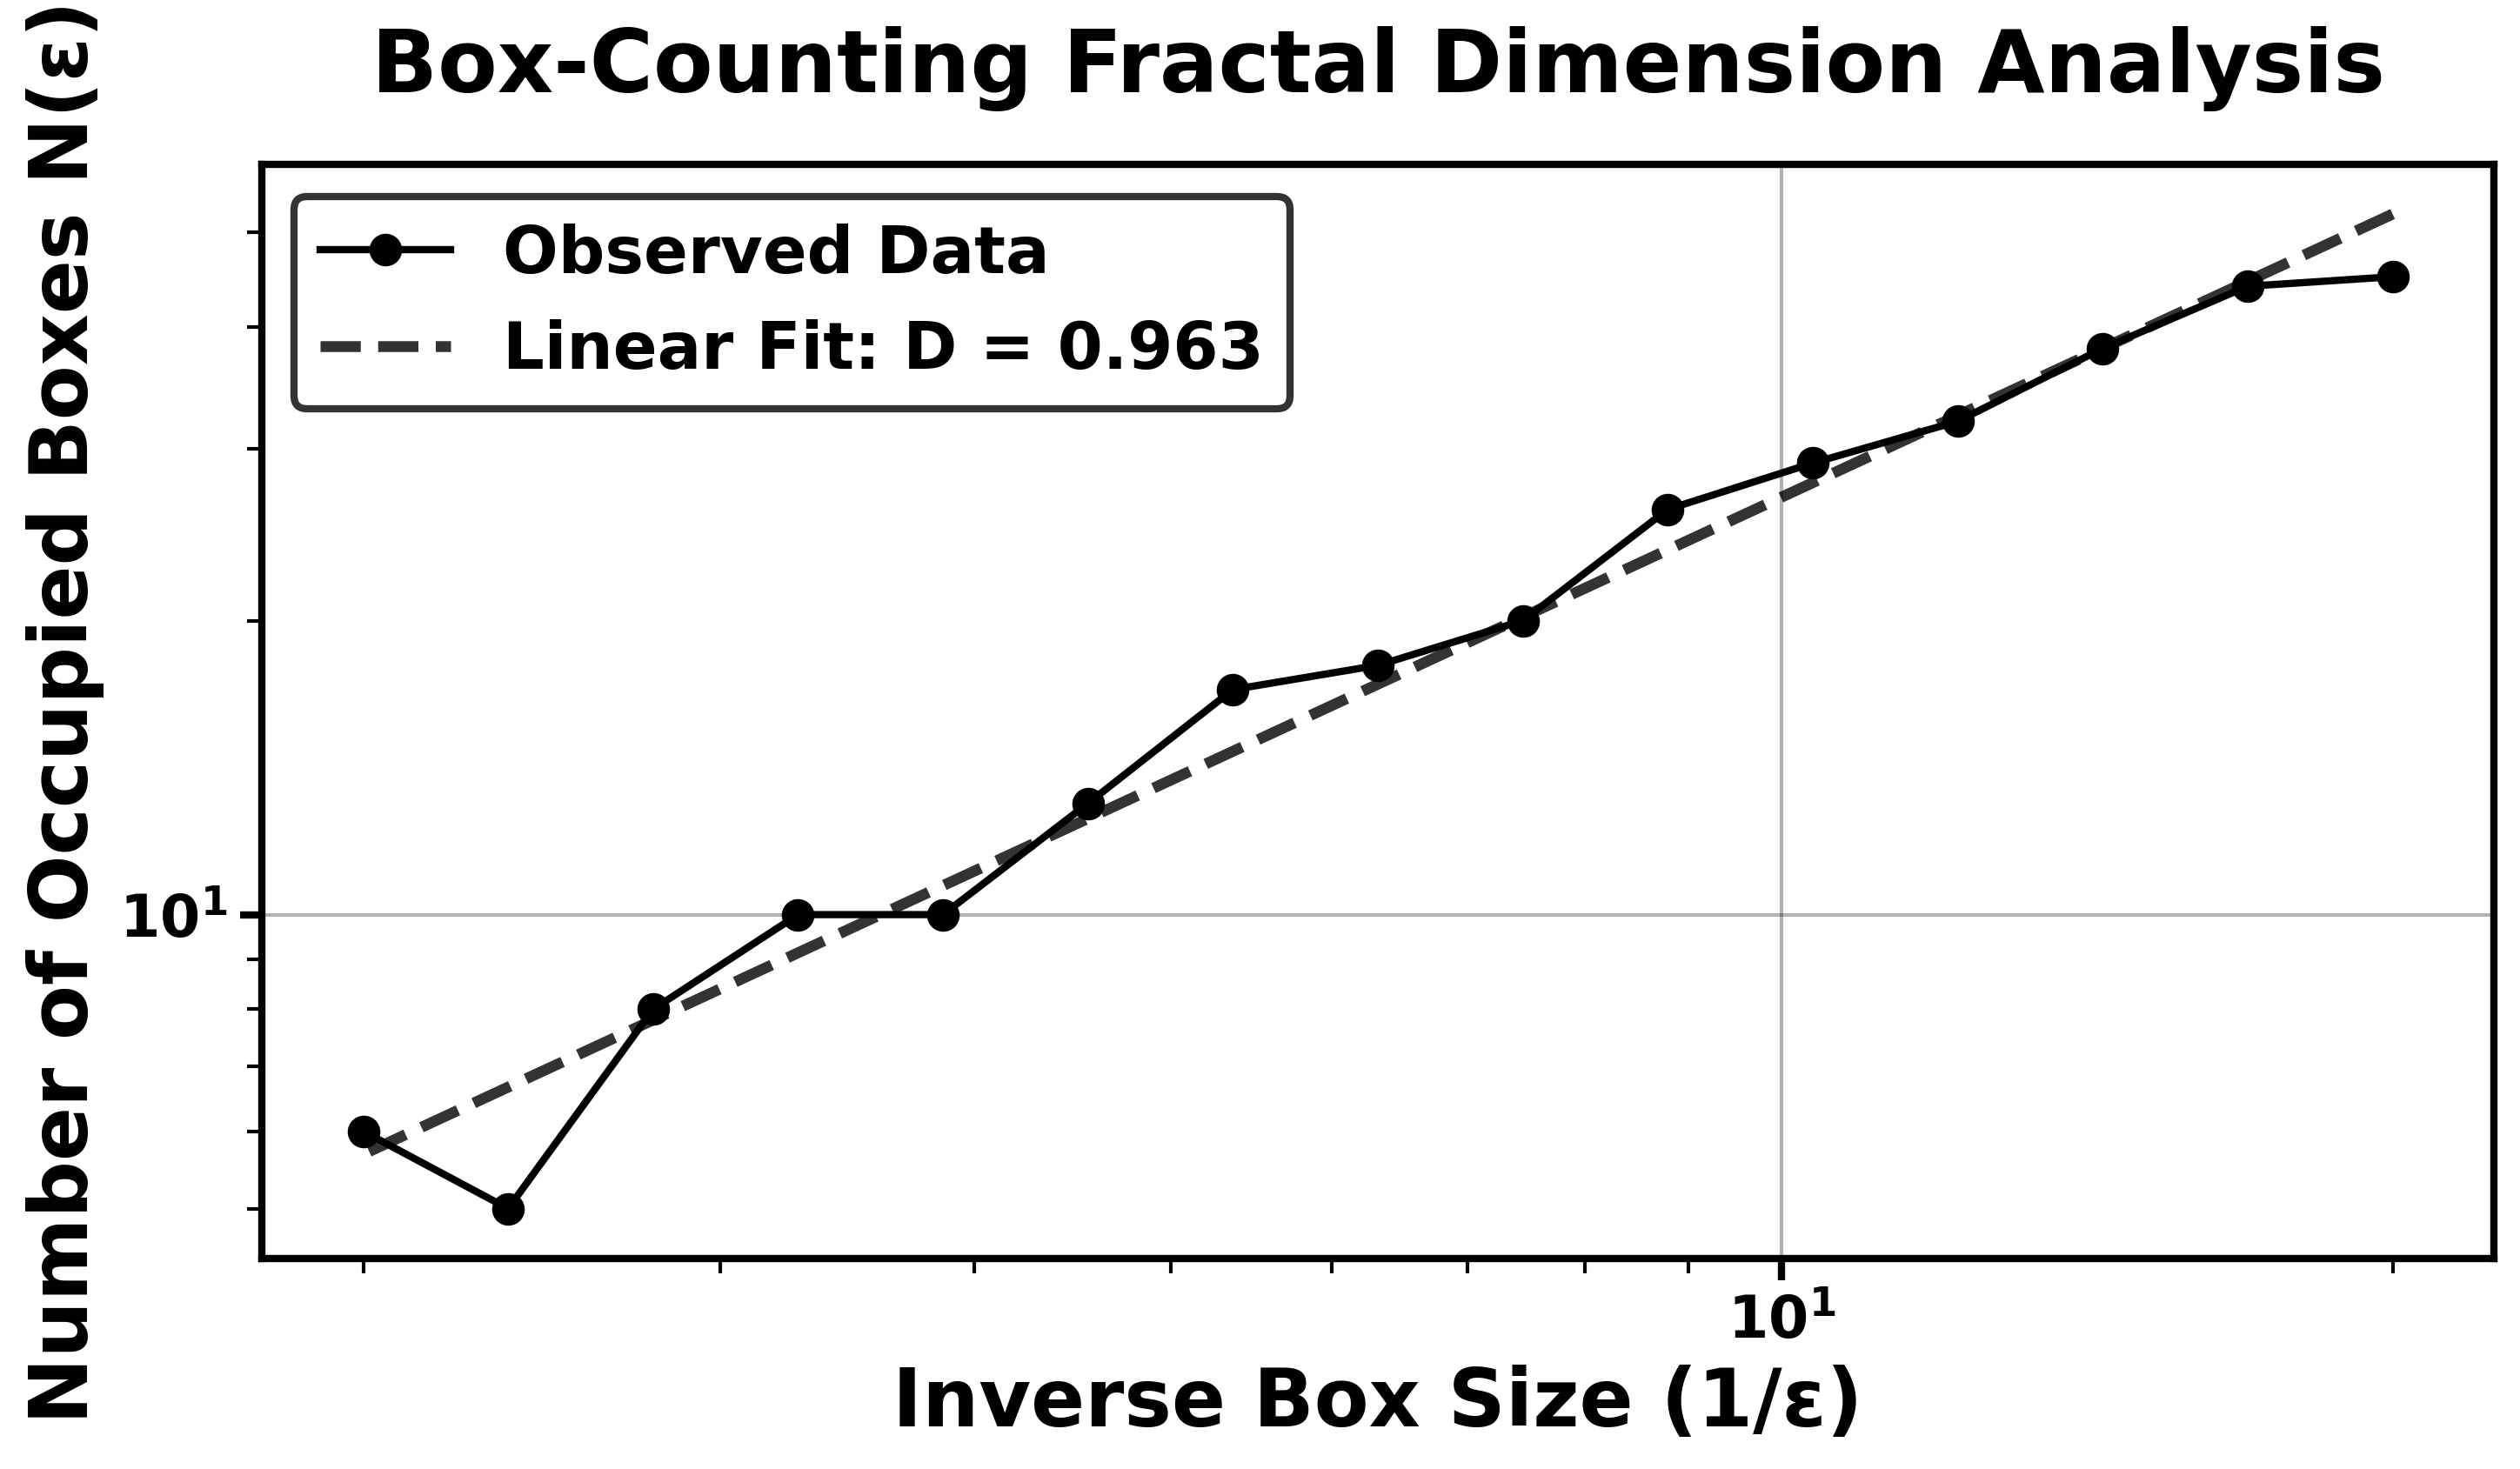 Box-Counting Fractal Dimension Analysis
Number of Occupied Boxes N(ε)
Observed Data
Linear Fit: D = 0.963
10¹
10¹
Inverse Box Size (1/ε)